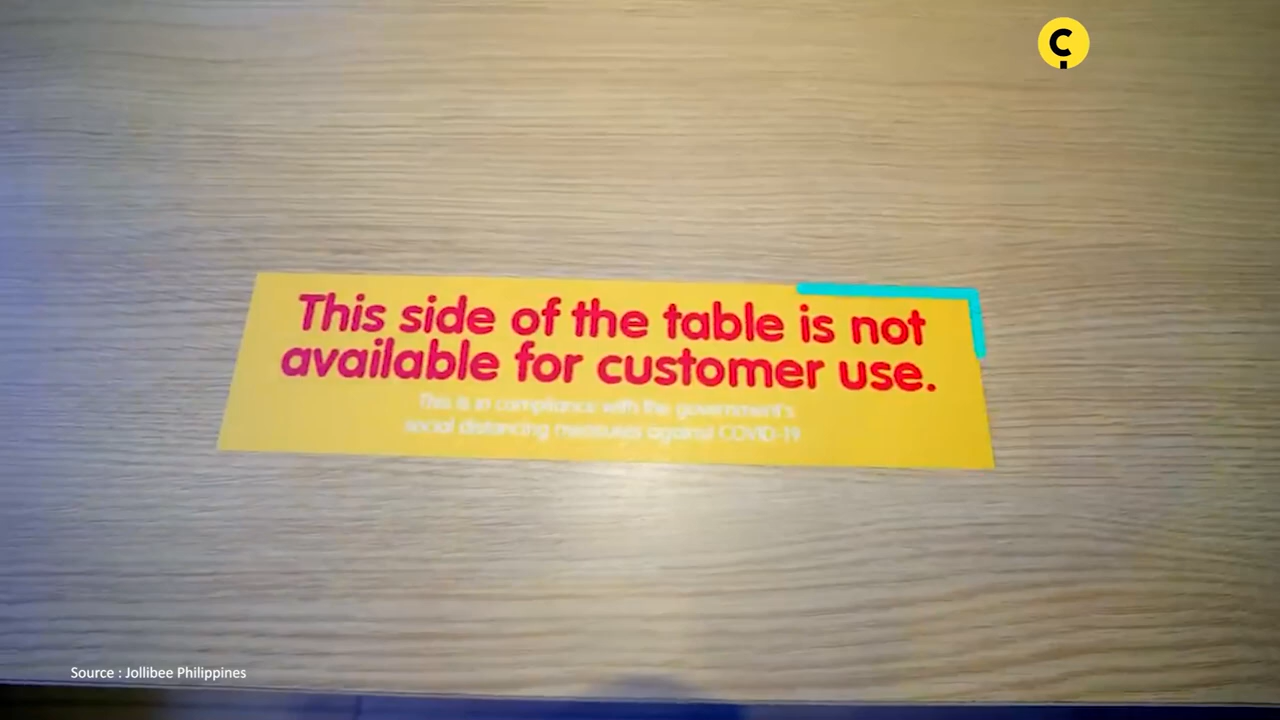 This side of the table is not
available for customer use.
This is in compliance with the government's
social distancing measures against COVID-19
Source : Jollibee Philippines